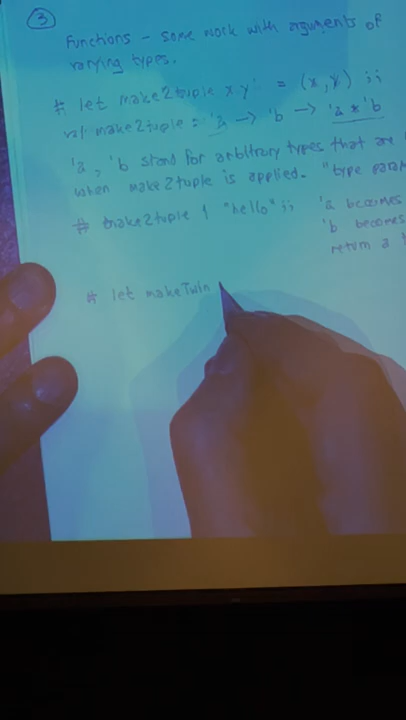 3
Functions - some work with arguments of
varying types.
# let make2tuple x y = (x, y) ;;
val make2tuple : 'a -> 'b -> 'a * 'b
'a, 'b stand for arbitrary types that are
when make2tuple is applied. "type
# make2tuple 1 "hello" ;; 'a becomes
'b becomes
return a
# let makeTwin